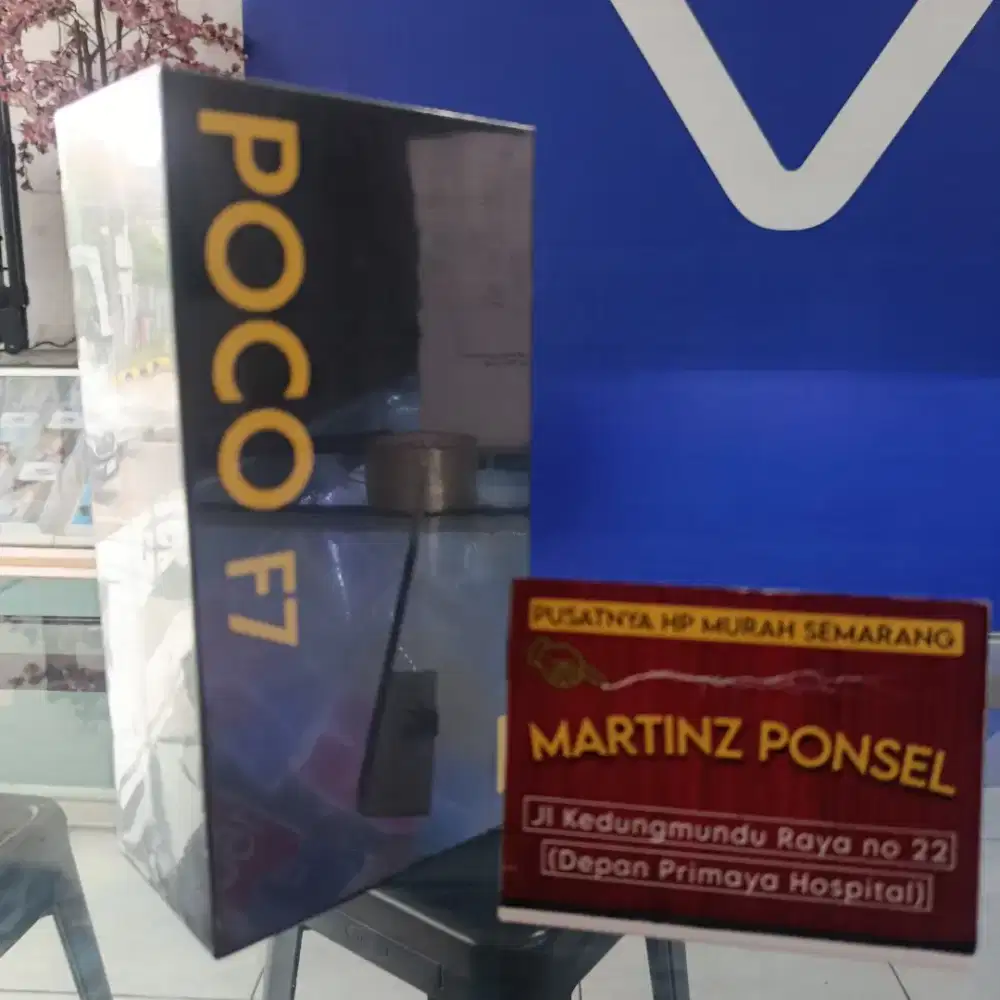 POCO F7
PUSATNYA HP MURAH SEMARANG
MARTINZ PONSEL
Jl Kedungmundu Raya no 22
(Depan Primaya Hospital)